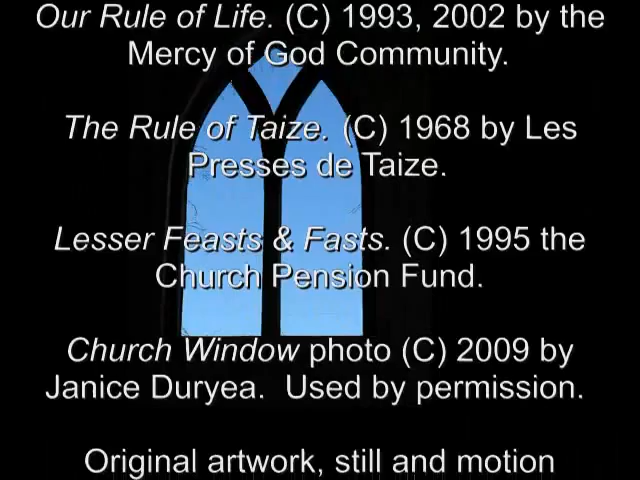 Our Rule of Life. (C) 1993, 2002 by the
Mercy of God Community.
The Rule of Taize. (C) 1968 by Les
Presses de Taize.
Lesser Feasts & Fasts. (C) 1995 the
Church Pension Fund.
Church Window photo (C) 2009 by
Janice Duryea.  Used by permission.
Original artwork, still and motion